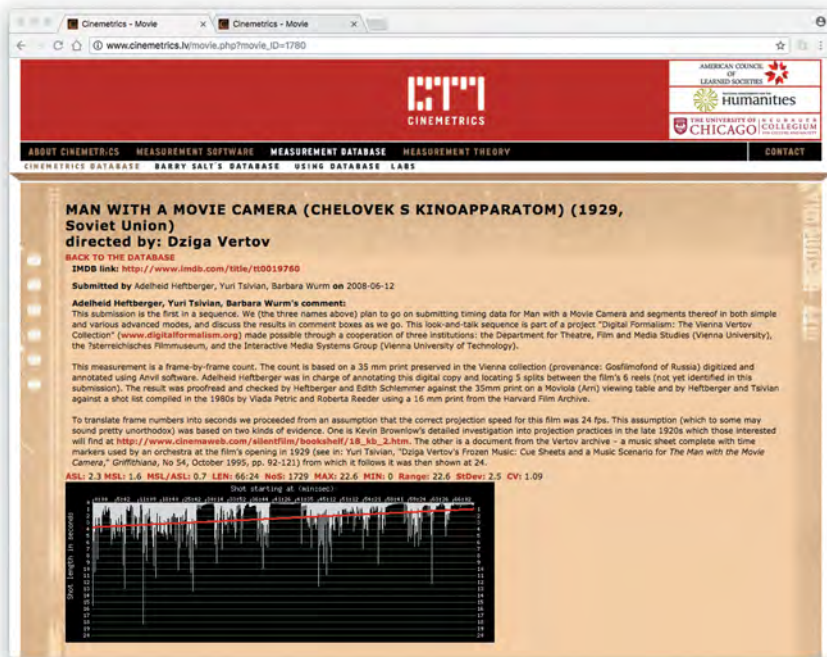 Cinemetrics - Movie
Cinemetrics - Movie
www.cinemetrics.lv/movie.php?movie_ID=1780
CINEMETRICS
AMERICAN COUNCIL
OF
LEARNED SOCIETIES
Humanities
THE UNIVERSITY OF
CHICAGO
NEUBAUER
COLLEGIUM
ABOUT CINEMETRiCS MEASUREMENT SOFTWARE MEASUREMENT DATABASE MEASUREMENT THEORY CONTACT
CINEMETRICS DATABASE BARRY SALT'S DATABASE USING DATABASE LABS
MAN WITH A MOVIE CAMERA (CHELOVEK S KINOAPPARATOM) (1929,
Soviet Union)
directed by: Dziga Vertov
BACK TO THE DATABASE
IMDB link: http://www.imdb.com/title/tt0019760
Submitted by Adelheid Heftberger, Yuri Tsivian, Barbara Wurm on 2008-06-12
Adelheid Heftberger, Yuri Tsivian, Barbara Wurm's comment:
This submission is the first in a sequence. We (the three names above) plan to go on submitting timing data for Man with a Movie Camera and segments thereof in both simple
and various advanced modes, and discuss the results in comment boxes as we go. This look-and-talk sequence is part of a project "Digital Formalism: The Vienna Vertov
Collection" (www.digitalformalism.org) made possible through a cooperation of three institutions: the Department for Theatre, Film and Media Studies (Vienna University),
the ?sterreichisches Filmmuseum, and the Interactive Media Systems Group (Vienna University of Technology).
This measurement is a frame-by-frame count. The count is based on a 35 mm print preserved in the Vienna collection (provenance: Gosfilmofond of Russia) digitized and
annotated using Anvil software. Adelheid Heftberger was in charge of annotating this digital copy and locating 5 splits between the film's 6 reels (not yet identified in this
submission). The result was proofread and checked by Heftberger and Edith Schlemmer against the 35mm print on a Moviola (Arri) viewing table and by Heftberger and Tsivian
against a shot list compiled in the 1980s by Vlada Petric and Roberta Reeder using a 16 mm print from the Harvard Film Archive.
To translate frame numbers into seconds we proceeded from an assumption that the correct projection speed for this film was 24 fps. This assumption (which to some may
sound pretty unorthodox) was based on two kinds of evidence. One is Kevin Brownlow's detailed investigation into projection practices in the late 1920s which those interested
will find at http://www.cinemaweb.com/silentfilm/bookshelf/18_kb_2.htm. The other is a document from the Vertov archive – a music sheet complete with time
markers used by an orchestra at the film's opening in 1929 (see in: Yuri Tsivian, "Dziga Vertov's Frozen Music: Cue Sheets and a Music Scenario for The Man with the Movie
Camera," Griffithiana, No 54, October 1995, pp. 92-121) from which it follows it was then shown at 24.
ASL: 2.3 MSL: 1.6 MSL/ASL: 0.7 LEN: 66:24 NoS: 1729 MAX: 22.6 MIN: 0 Range: 22.6 StDev: 2.5 CV: 1.09
Shot starting at (min:sec)
Shot length in seconds